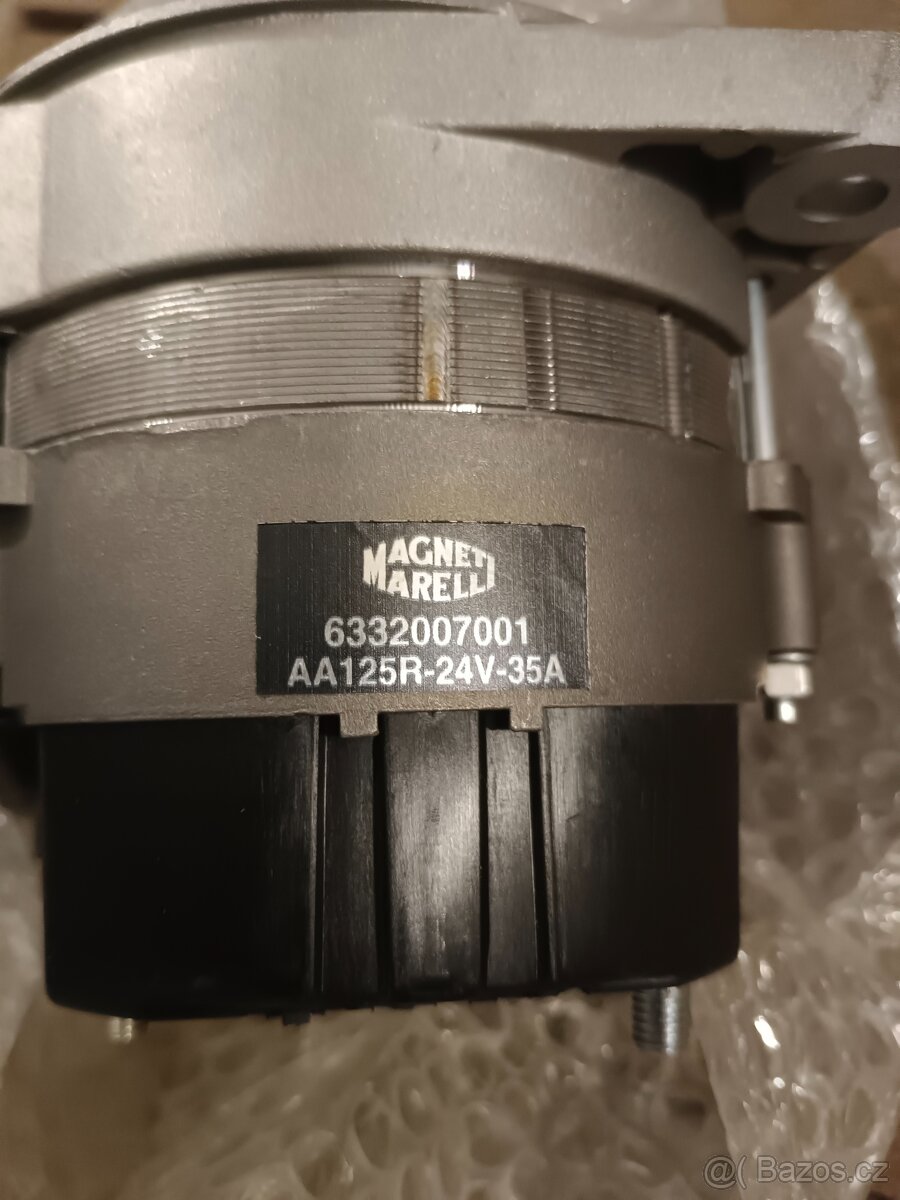 MAGNETI
MARELLI
6332007001
AA125R-24V-35A
@( Bazos.cz